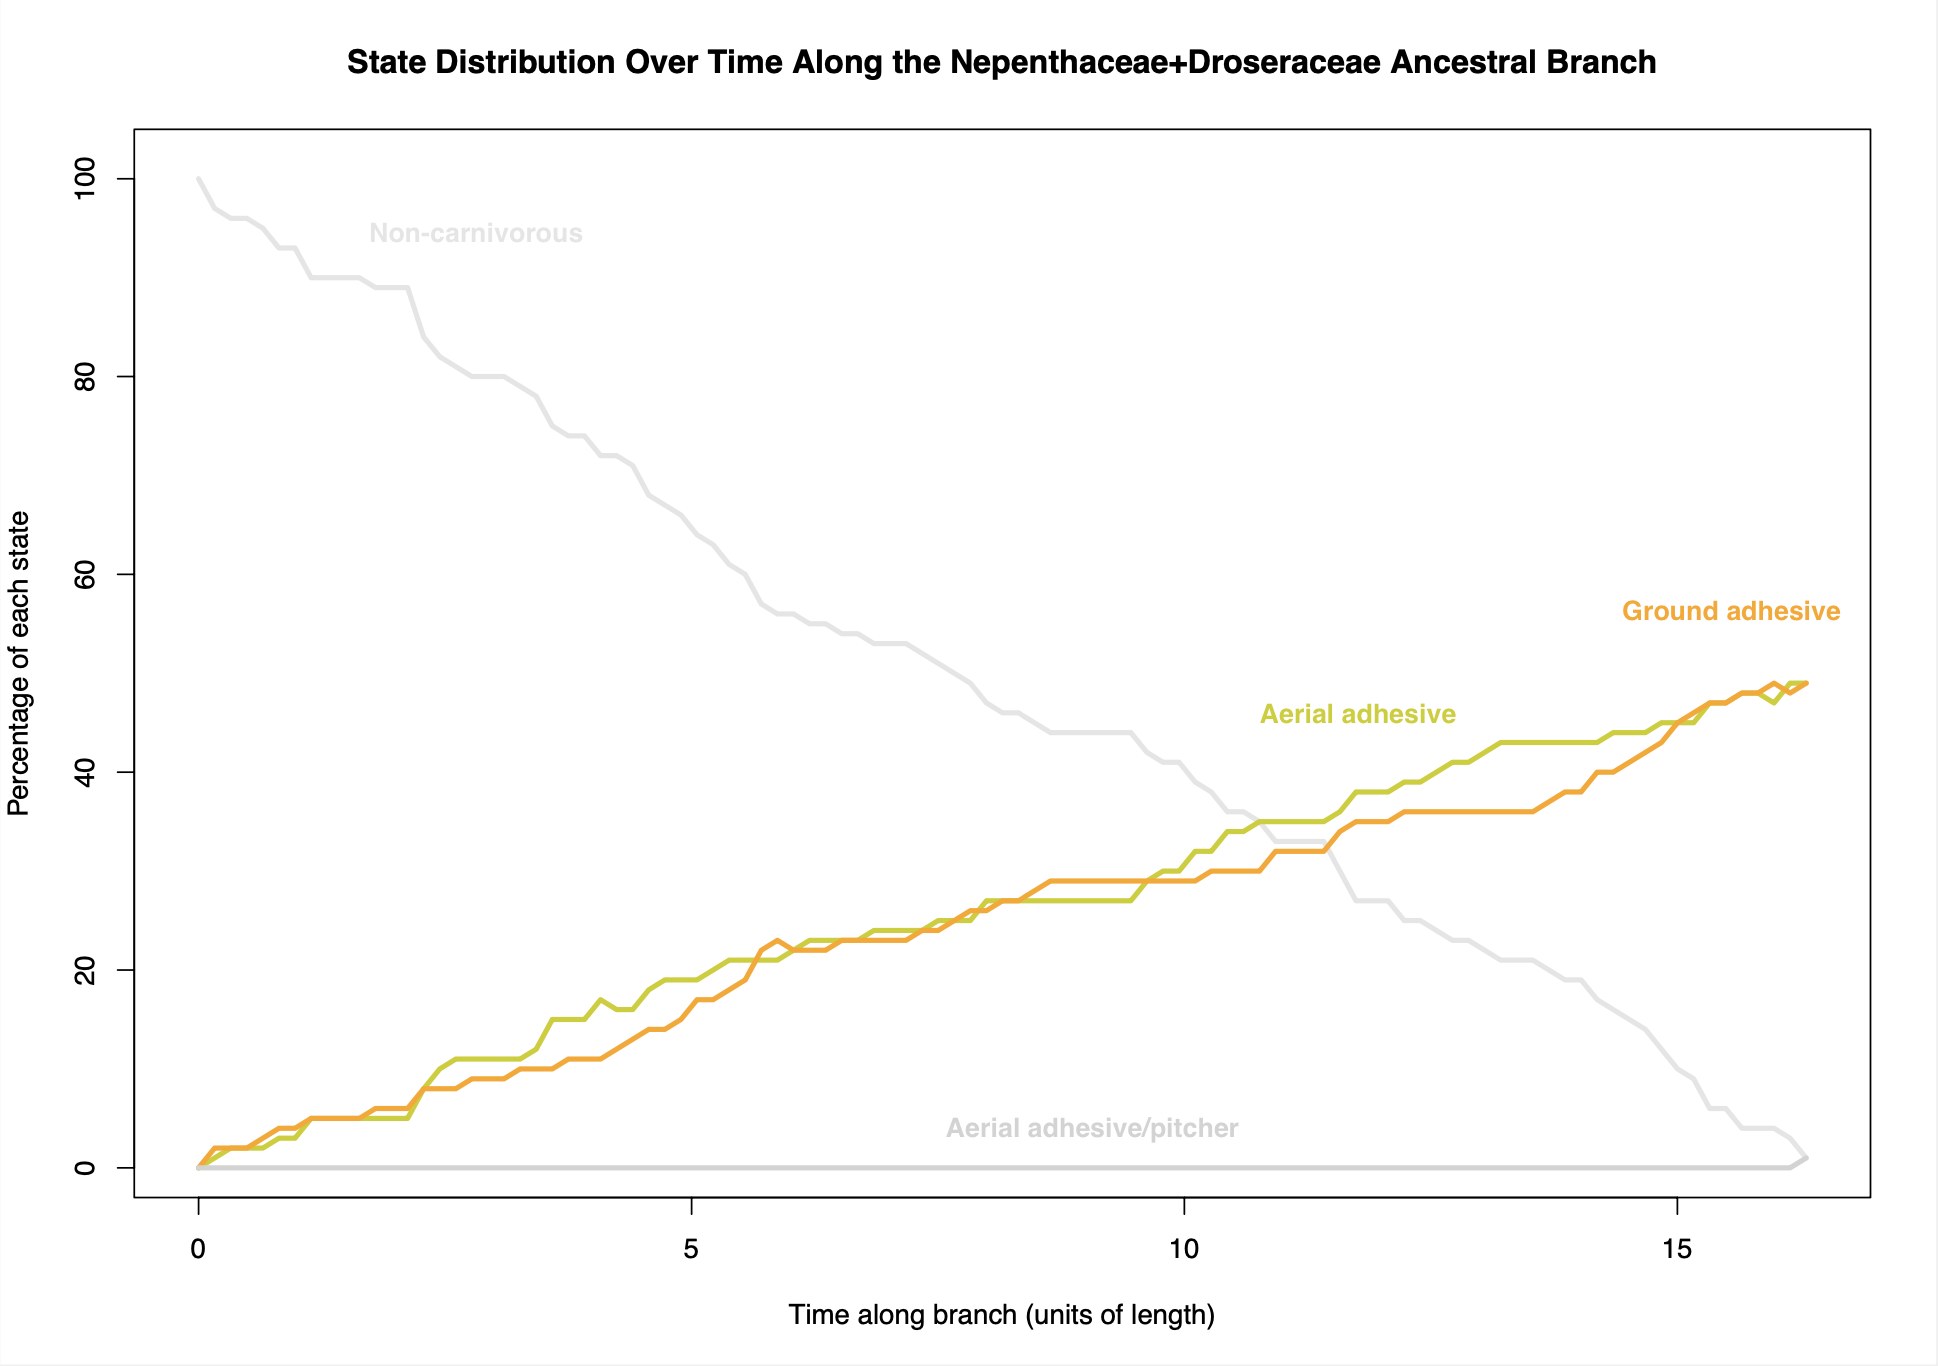 State Distribution Over Time Along the Nepenthaceae+Droseraceae Ancestral Branch
100
Non-carnivorous
80
60
Ground adhesive
Percentage of each state
Aerial adhesive
40
20
Aerial adhesive/pitcher
0
0 5 10 15
Time along branch (units of length)